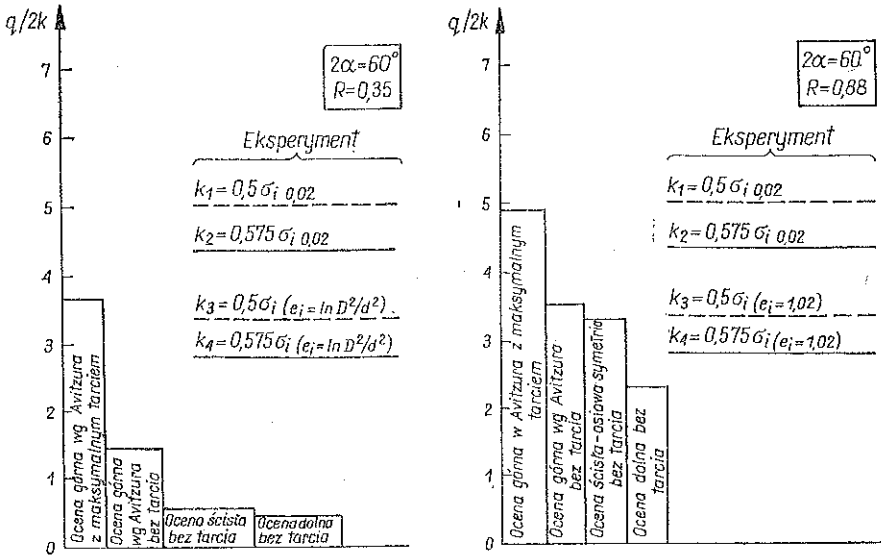 q/2k
7
6
5
4
3
2
1
0
2α=60°
R=0,35
Eksperyment
k₁=0,5σi 0,02
k₂=0,575σi 0,02
k₃=0,5σi (ei=ln D²/d²)
k₄=0,575σi (ei=ln D²/d²)
Ocena górna wg Avitzura
z maksymalnym tarciem
Ocena górna
wg Avitzura
bez tarcia
Ocena ścisła
bez tarcia
Ocena dolna
bez tarcia
q/2k
7
6
5
4
3
2
1
0
2α=60°
R=0,88
Eksperyment
k₁=0,5σi 0,02
k₂=0,575σi 0,02
k₃=0,5σi (ei=1,02)
k₄=0,575σi (ei=1,02)
Ocena górna w Avitzura z maksymalnym
tarciem
Ocena górna wg Avitzura
bez tarcia
Ocena ścisła-osiowa symetria
bez tarcia
Ocena dolna bez
tarcia